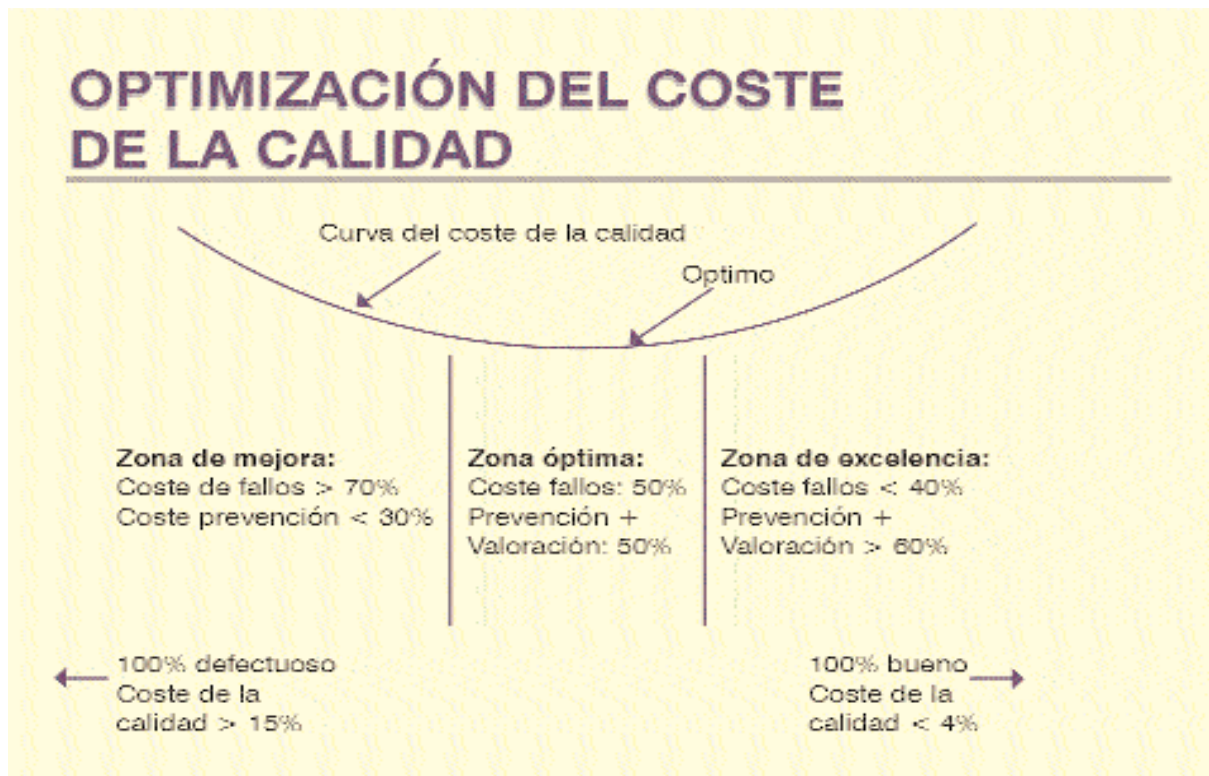 OPTIMIZACIÓN DEL COSTE
DE LA CALIDAD
Curva del coste de la calidad
Optimo
Zona de mejora:
Coste de fallos > 70%
Coste prevención < 30%
Zona óptima:
Coste fallos: 50%
Prevención +
Valoración: 50%
Zona de excelencia:
Coste fallos < 40%
Prevención +
Valoración > 60%
100% defectuoso
Coste de la
calidad > 15%
100% bueno
Coste de la
calidad < 4%